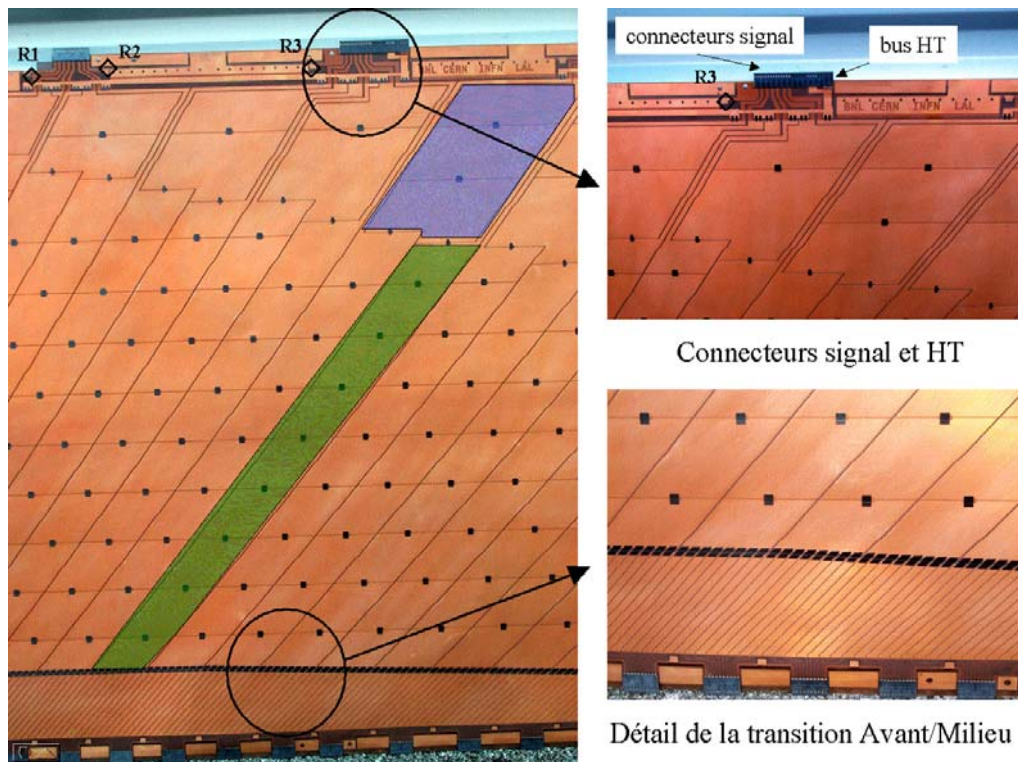 R1
R2
R3
BNL CERN INFN LAL
connecteurs signal
bus HT
R3
BNL CERN INFN LAL
Connecteurs signal et HT
Détail de la transition Avant/Milieu